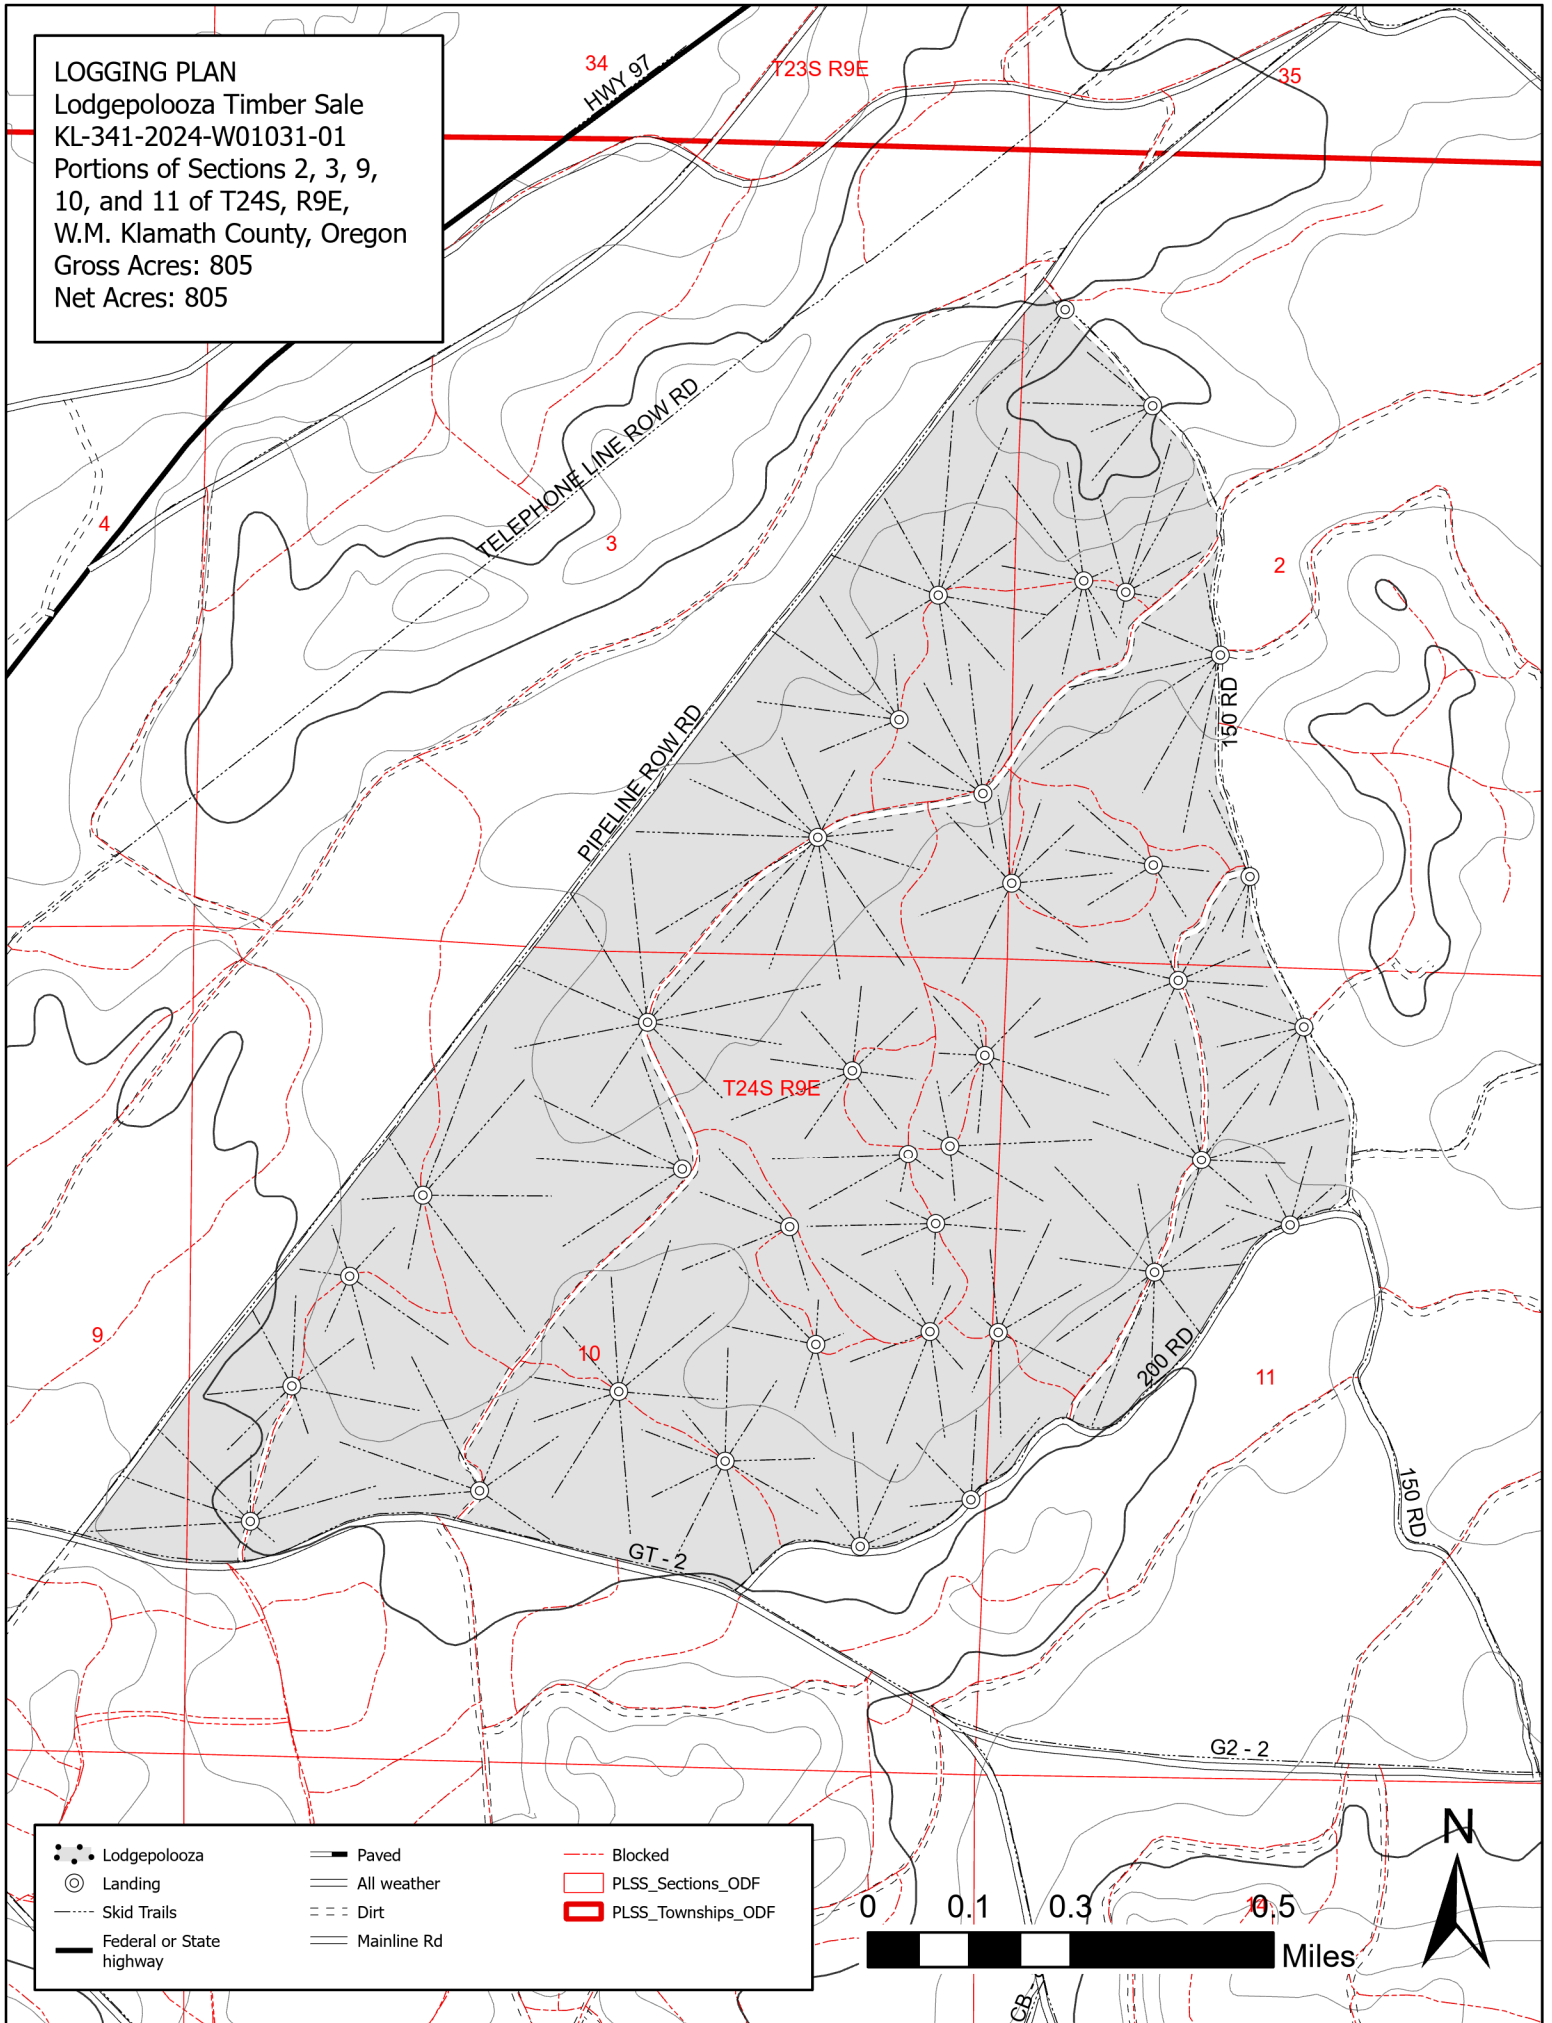 LOGGING PLAN
Lodgepolooza Timber Sale
KL-341-2024-W01031-01
Portions of Sections 2, 3, 9,
10, and 11 of T24S, R9E,
W.M. Klamath County, Oregon
Gross Acres: 805
Net Acres: 805
34
HWY 97
T23S R9E
35
4
TELEPHONE LINE ROW RD
3
2
PIPELINE ROW RD
150 RD
T24S R9E
9
10
200 RD
11
150 RD
GT - 2
G2 - 2
CB
14
N
0 0.1 0.3 0.5
Miles
Lodgepolooza
Landing
Skid Trails
Federal or State
highway
Paved
All weather
Dirt
Mainline Rd
Blocked
PLSS_Sections_ODF
PLSS_Townships_ODF